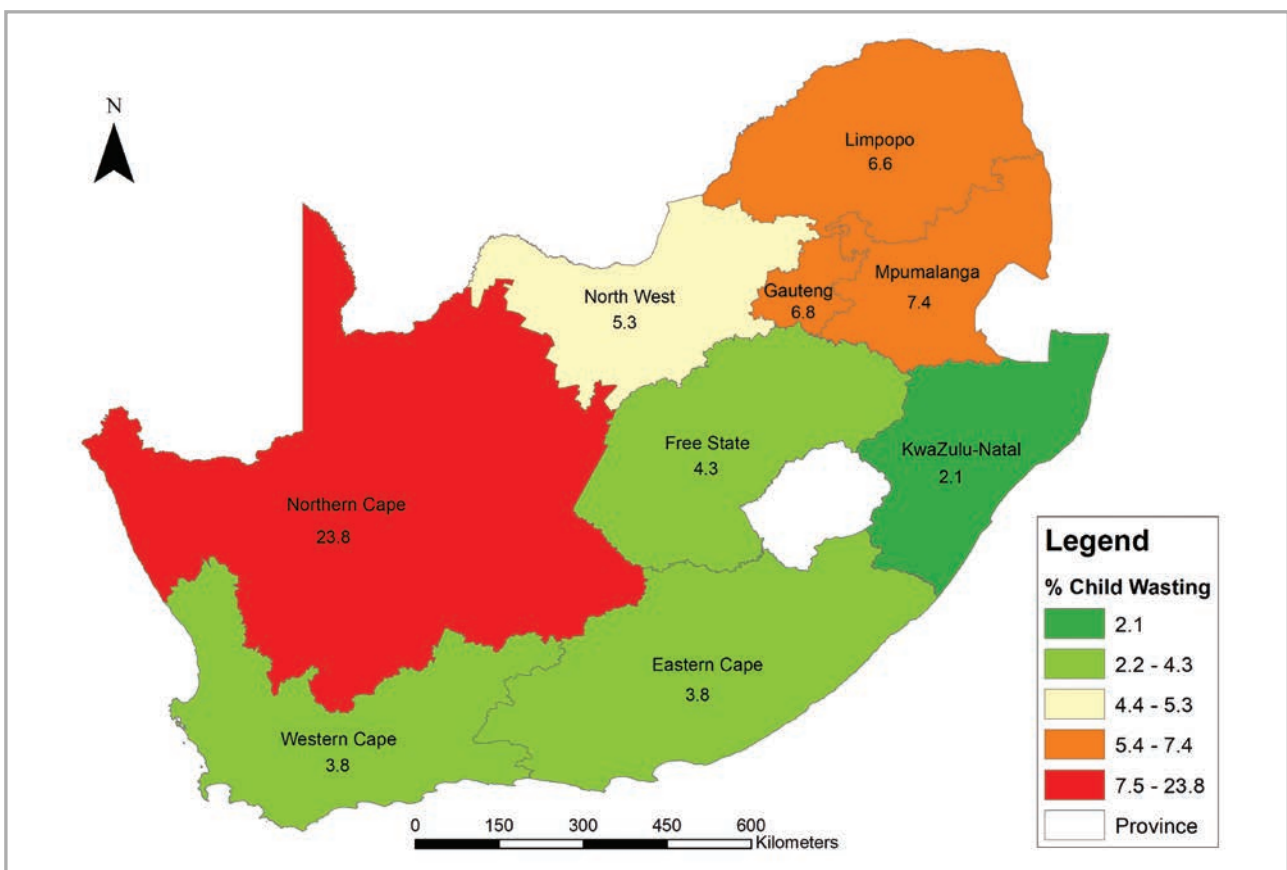 N
Limpopo
6.6
Mpumalanga
7.4
Gauteng
6.8
North West
5.3
Free State
4.3
KwaZulu-Natal
2.1
Northern Cape
23.8
Eastern Cape
3.8
Western Cape
3.8
Legend
% Child Wasting
2.1
2.2 - 4.3
4.4 - 5.3
5.4 - 7.4
7.5 - 23.8
Province
0 150 300 450 600
Kilometers